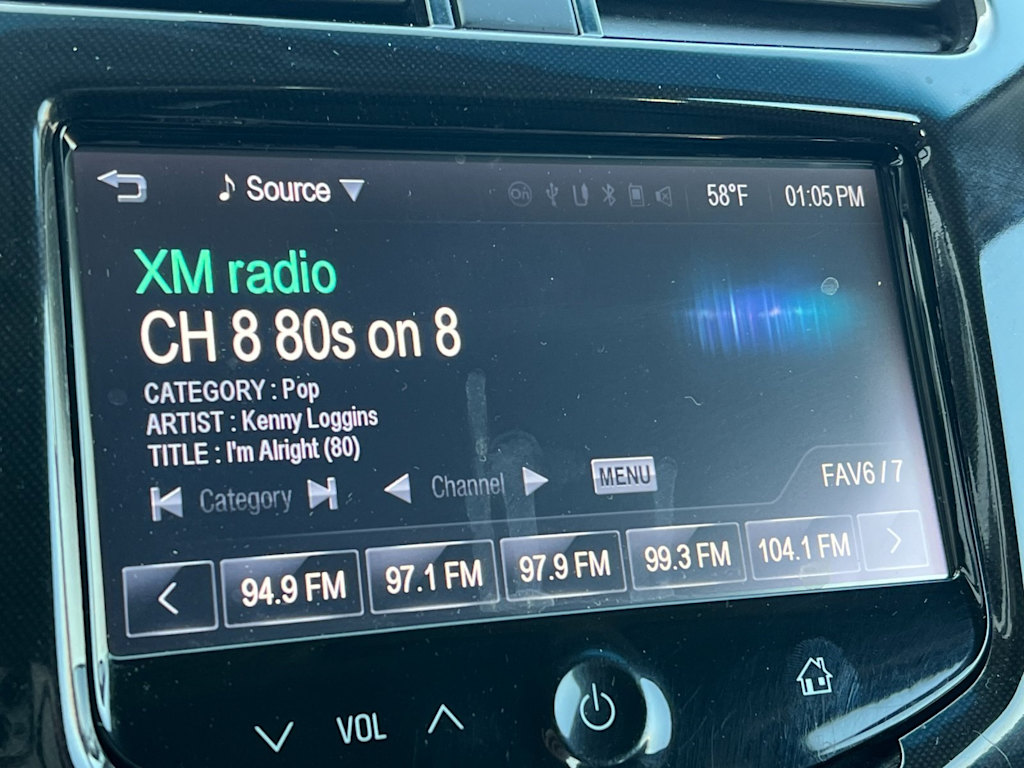 Source 58°F 01:05 PM
XM radio
CH 8 80s on 8
CATEGORY : Pop
ARTIST : Kenny Loggins
TITLE : I'm Alright (80)
Category Channel MENU FAV6 / 7
< 94.9 FM 97.1 FM 97.9 FM 99.3 FM 104.1 FM >
VOL